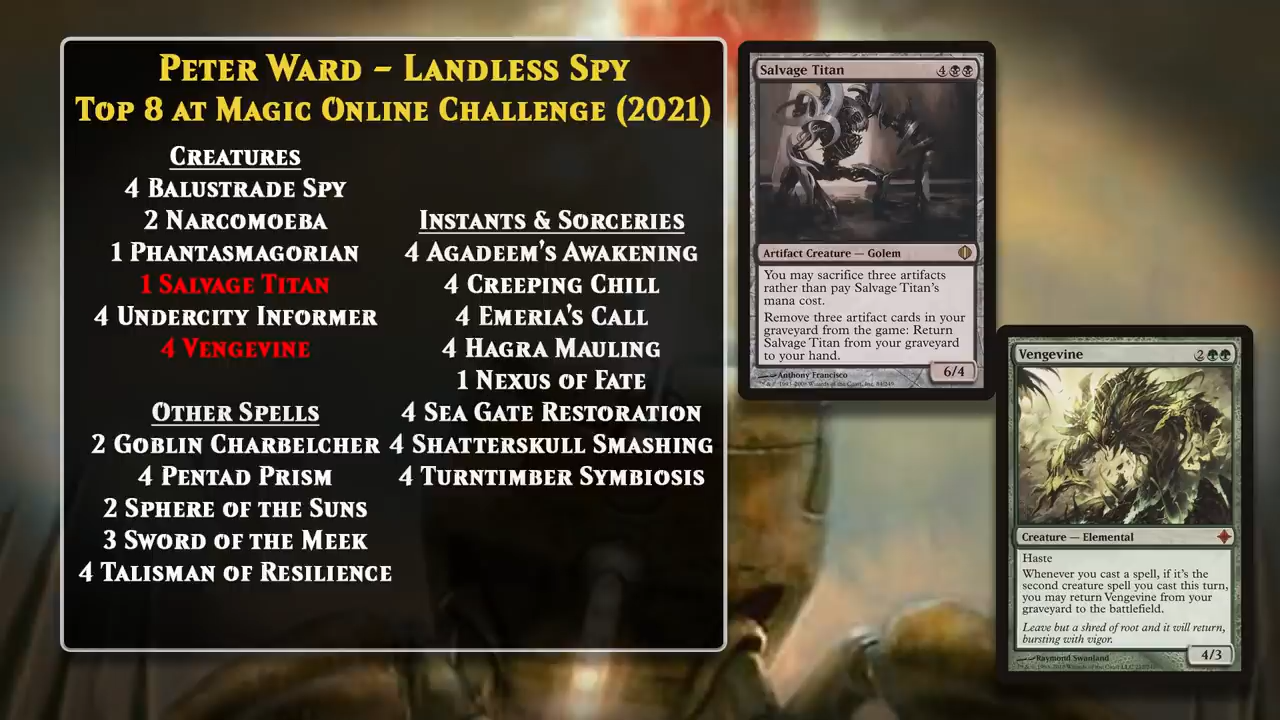 Peter Ward – Landless Spy
Top 8 at Magic Online Challenge (2021)
Creatures
4 Balustrade Spy
2 Narcomoeba
1 Phantasmagorian
1 Salvage Titan
4 Undercity Informer
4 Vengevine
Other Spells
2 Goblin Charbelcher
4 Pentad Prism
2 Sphere of the Suns
3 Sword of the Meek
4 Talisman of Resilience
Instants & Sorceries
4 Agadeem's Awakening
4 Creeping Chill
4 Emeria's Call
4 Hagra Mauling
1 Nexus of Fate
4 Sea Gate Restoration
4 Shatterskull Smashing
4 Turntimber Symbiosis
Salvage Titan 4
Artifact Creature — Golem
You may sacrifice three artifacts
rather than pay Salvage Titan's
mana cost.
Remove three artifact cards in your
graveyard from the game: Return
Salvage Titan from your graveyard
to your hand.
Anthony Francisco
6/4
Vengevine 2
Creature — Elemental
Haste
Whenever you cast a spell, if it's the
second creature spell you cast this turn,
you may return Vengevine from your
graveyard to the battlefield.
Leave but a shred of root and it will return,
bursting with vigor.
Raymond Swanland
4/3